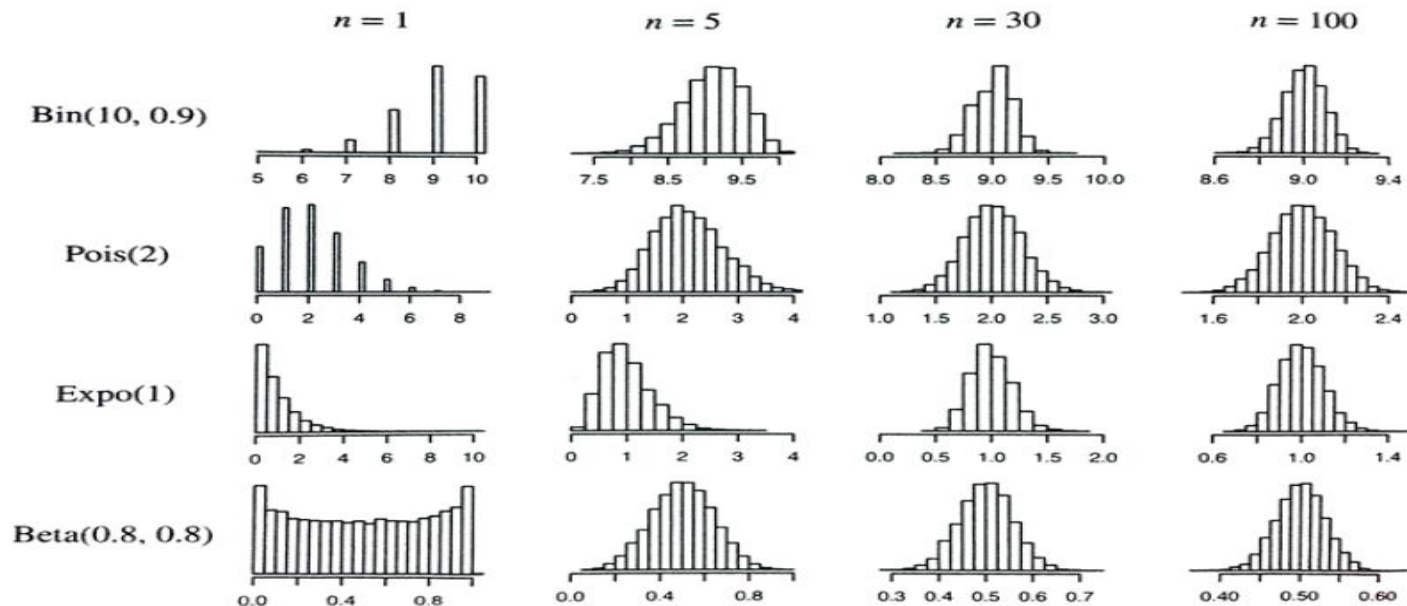 n = 1 n = 5 n = 30 n = 100
Bin(10, 0.9)
5 6 7 8 9 10 7.5 8.5 9.5 8.0 8.5 9.0 9.5 10.0 8.6 9.0 9.4
Pois(2)
0 2 4 6 8 0 1 2 3 4 1.0 1.5 2.0 2.5 3.0 1.6 2.0 2.4
Expo(1)
0 2 4 6 8 10 0 1 2 3 4 0.0 0.5 1.0 1.5 2.0 0.6 1.0 1.4
Beta(0.8, 0.8)
0.0 0.4 0.8 0.0 0.4 0.8 0.3 0.4 0.5 0.6 0.7 0.40 0.50 0.60